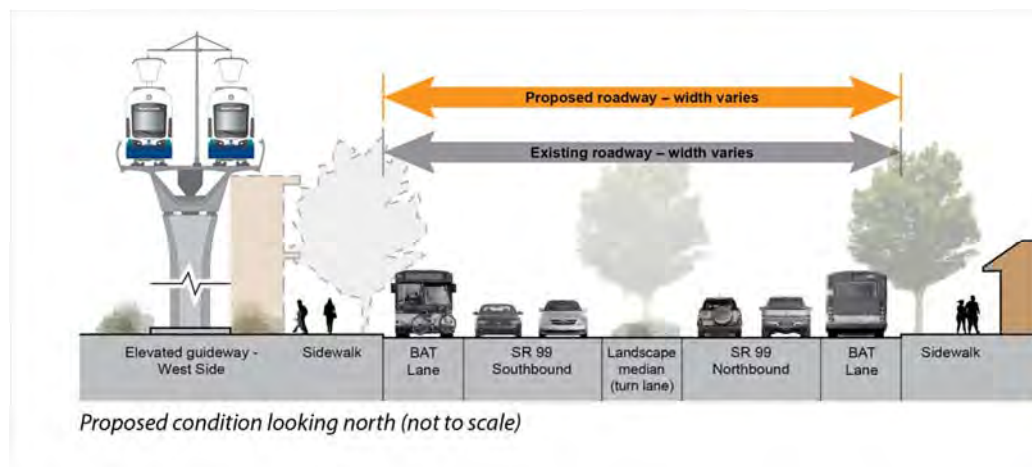 Proposed roadway – width varies
Existing roadway – width varies
Elevated guideway -
West Side
Sidewalk
BAT
Lane
SR 99
Southbound
Landscape
median
(turn lane)
SR 99
Northbound
BAT
Lane
Sidewalk
Proposed condition looking north (not to scale)